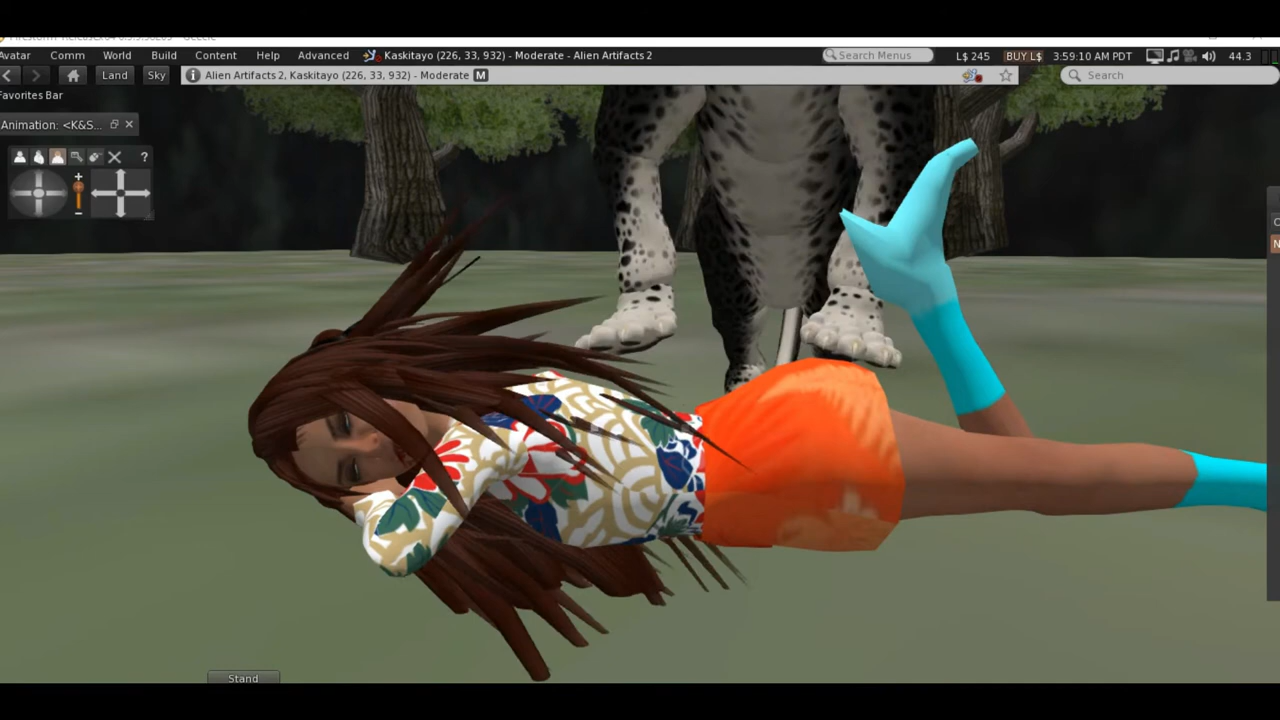 Avatar Comm World Build Content Help Advanced Kaskitayo (226, 33, 932) - Moderate - Alien Artifacts 2 Search Menus L$ 245 BUY L$ 3:59:10 AM PDT 44.3
Land Sky Alien Artifacts 2, Kaskitayo (226, 33, 932) - Moderate M Search
Favorites Bar
Animation: <K&S...
?
Stand